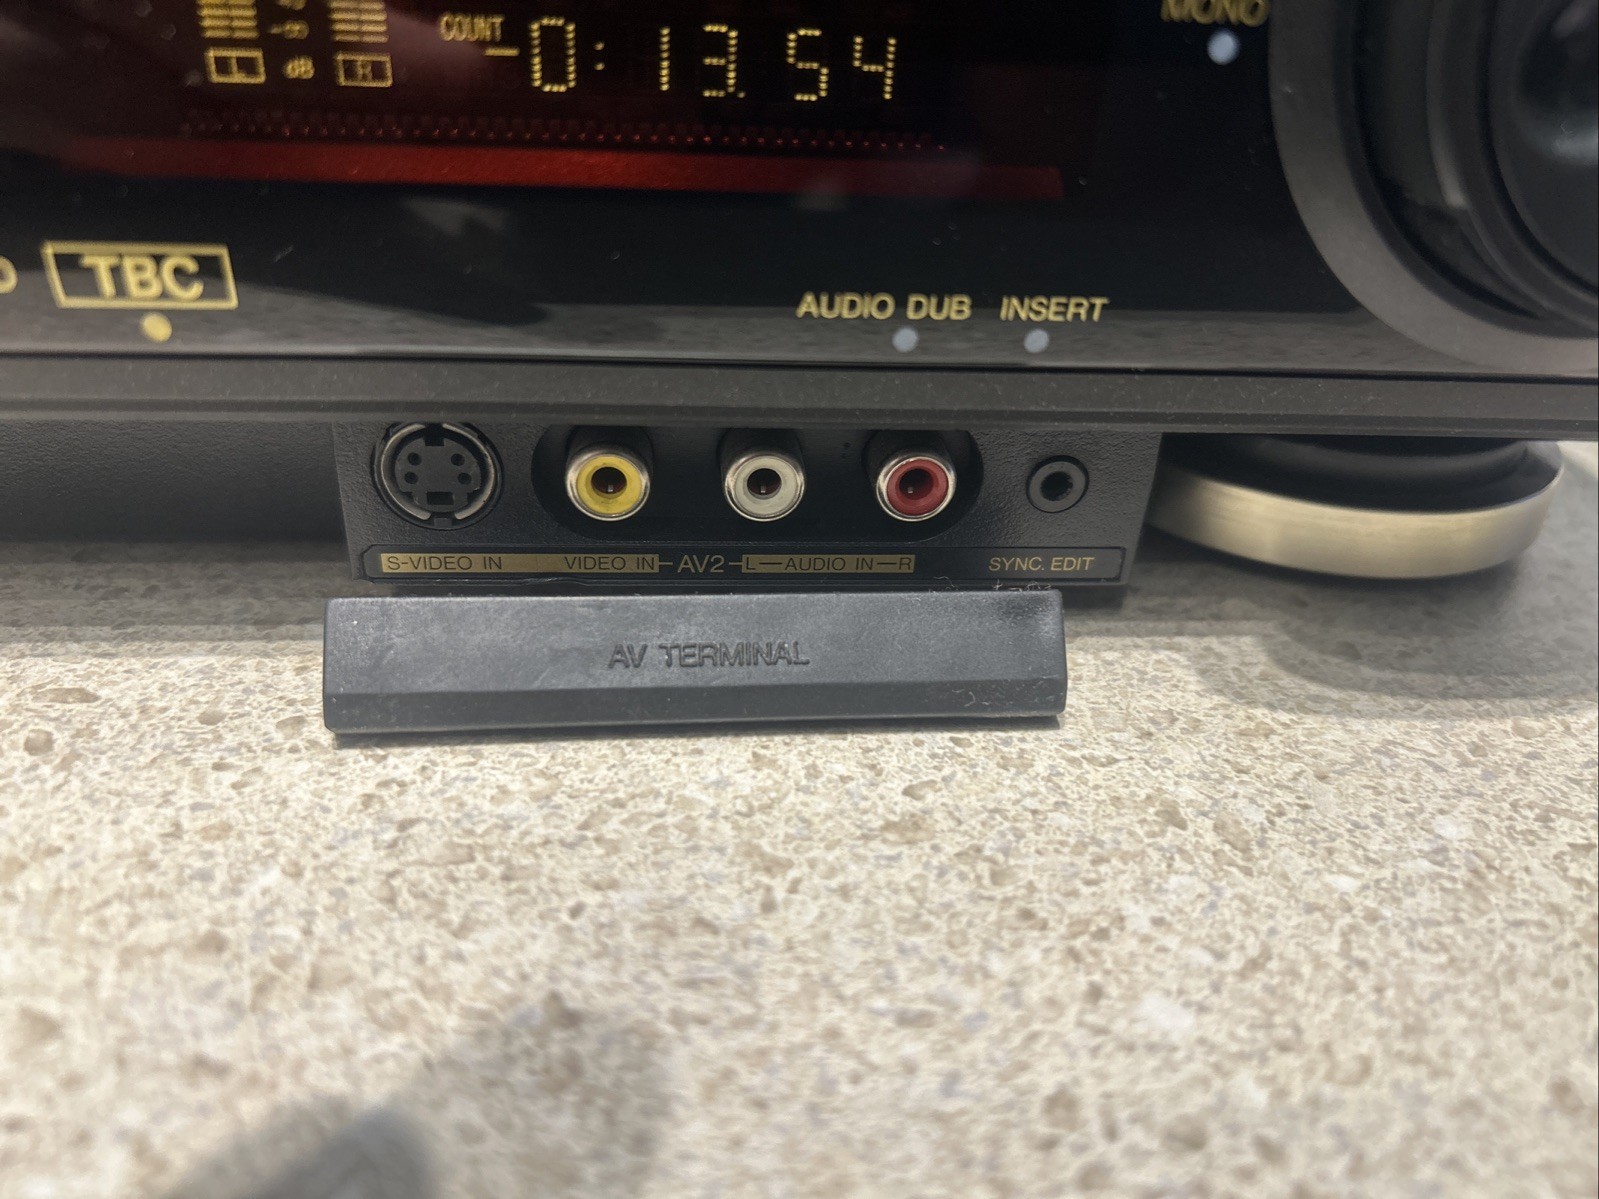 MONO
COUNT -0:13.54
L dB R
TBC
AUDIO DUB INSERT
S-VIDEO IN VIDEO IN AV2 L AUDIO IN R SYNC. EDIT
AV TERMINAL